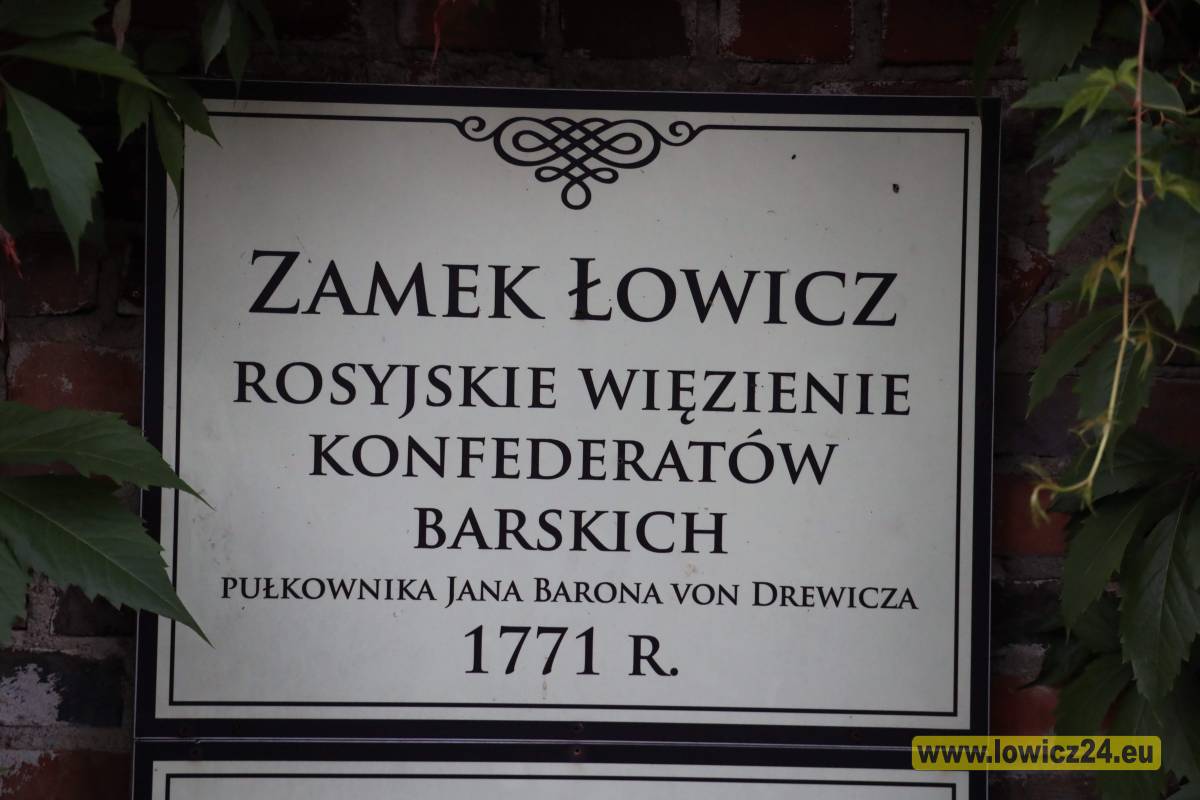 Zamek Łowicz
rosyjskie więzienie
konfederatów
barskich
pułkownika Jana Barona von Drewicza
1771 r.
www.lowicz24.eu